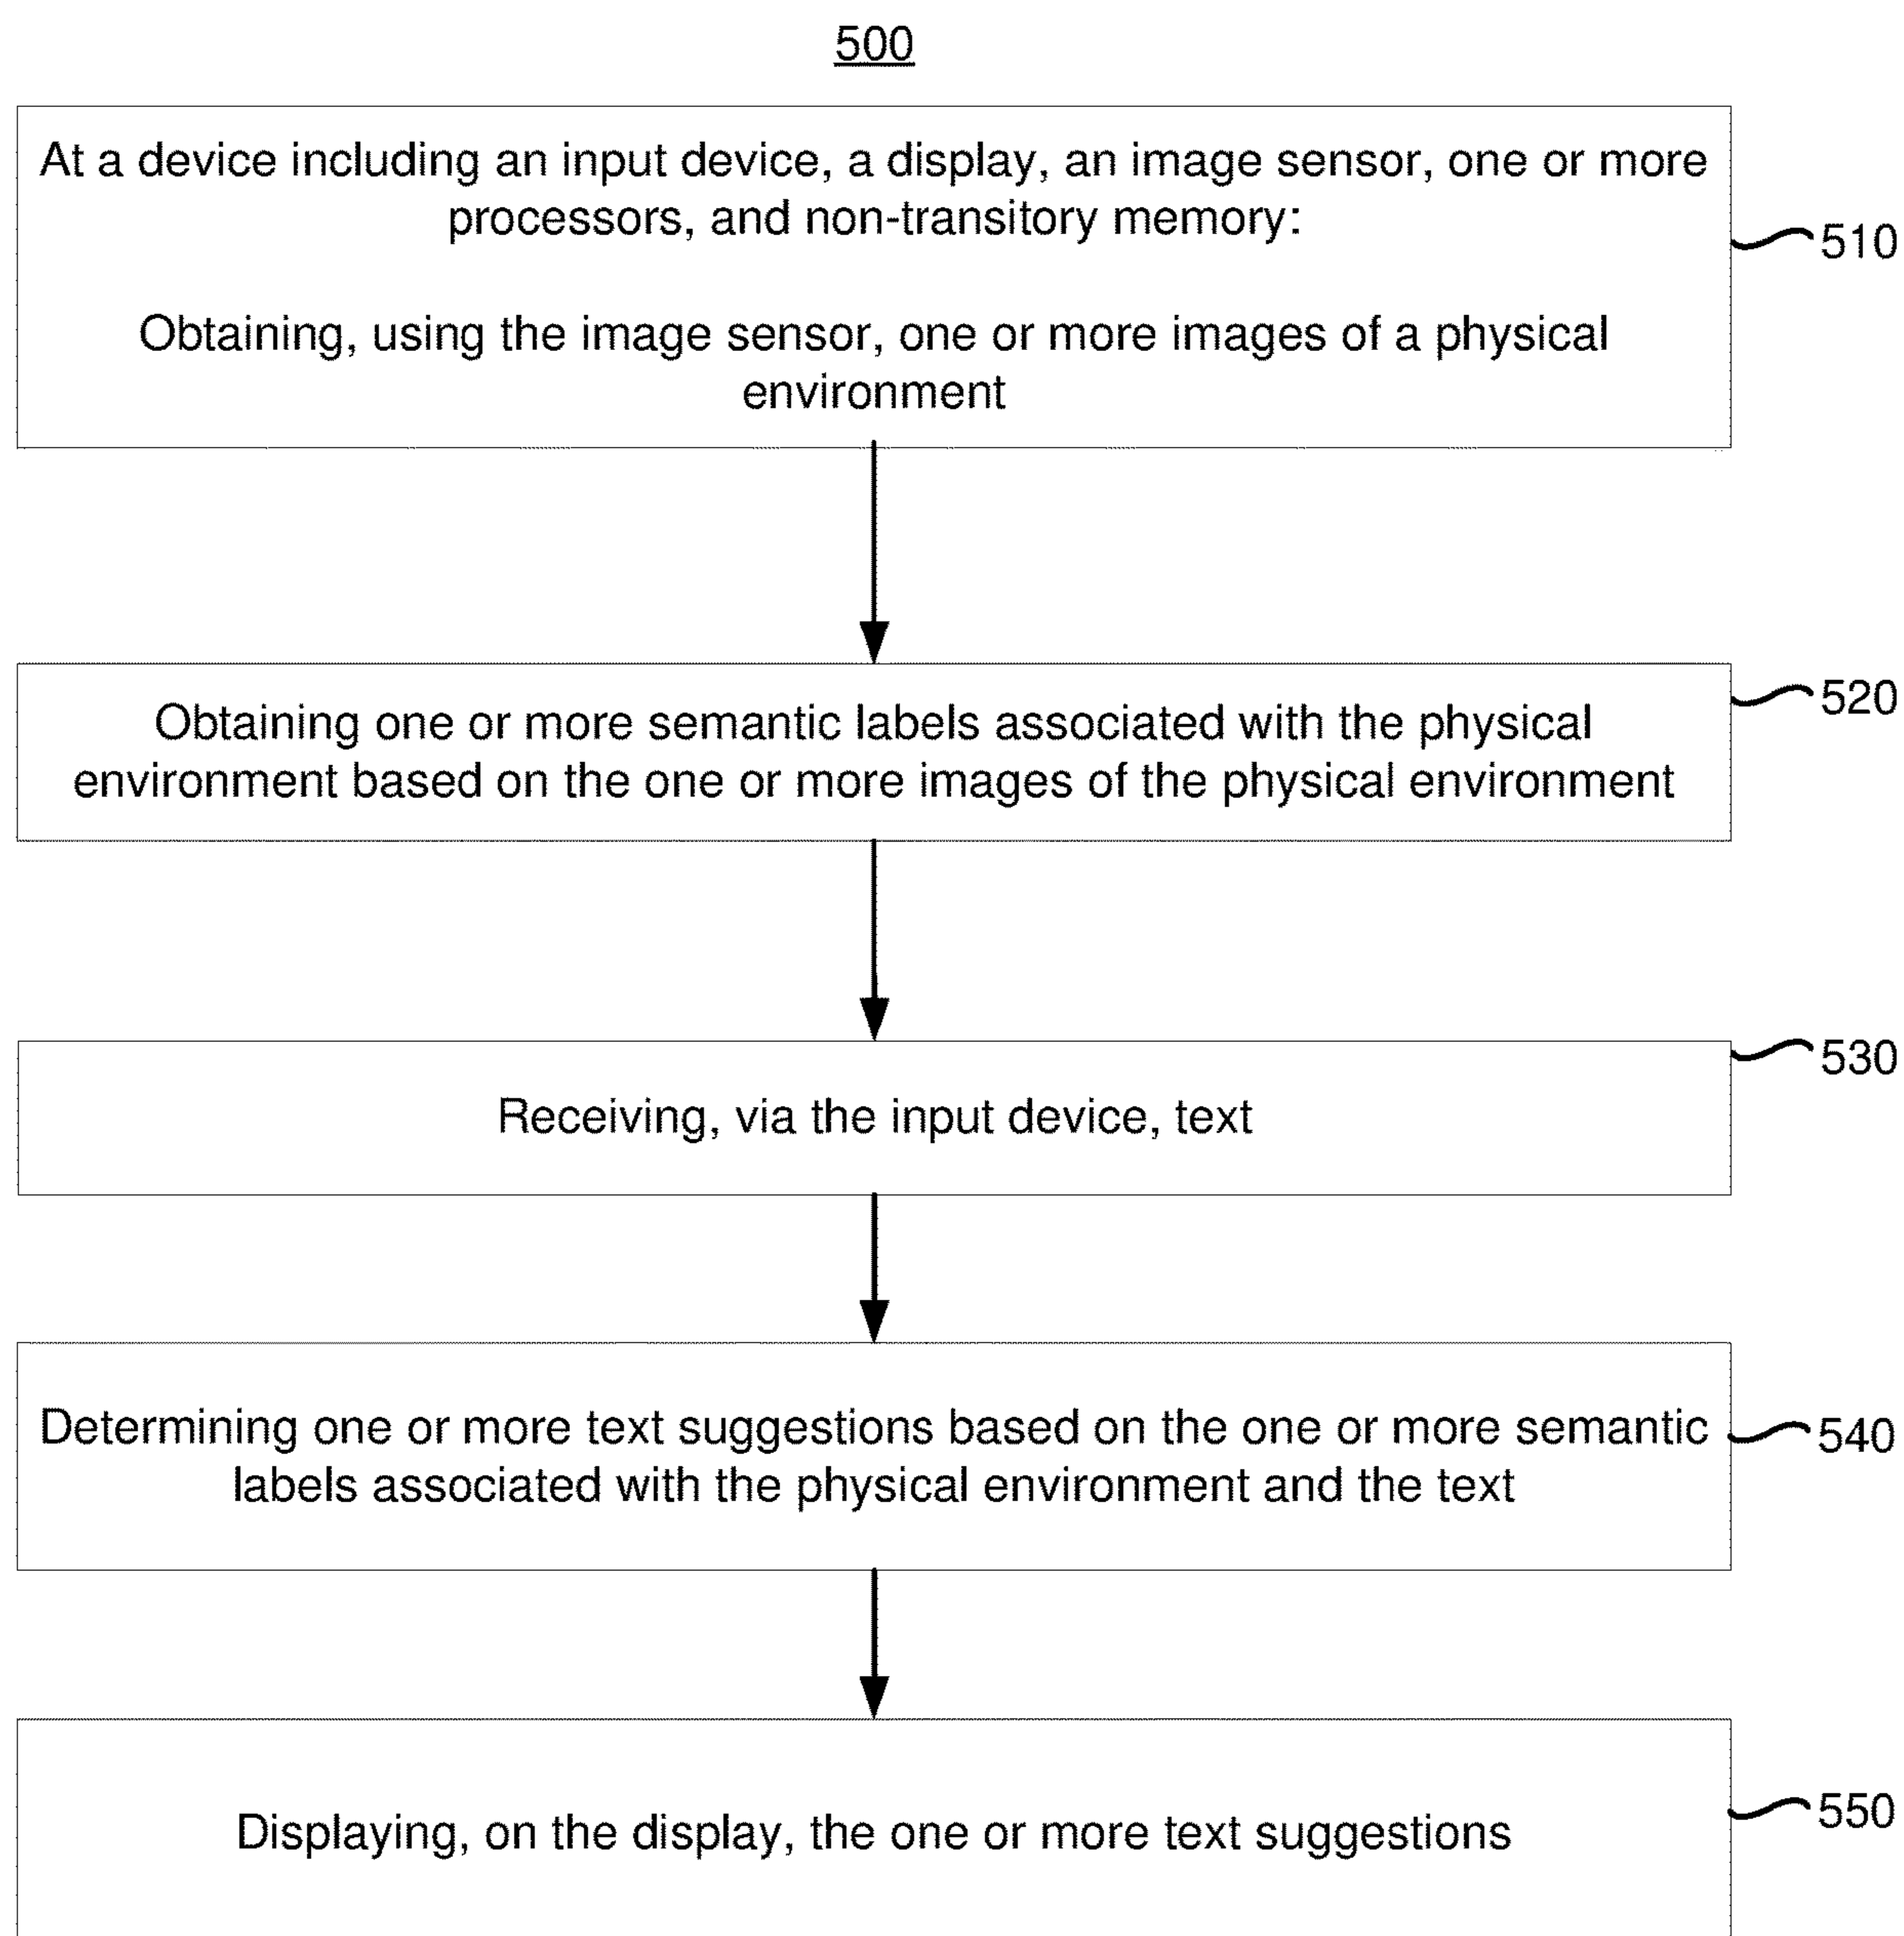 500
At a device including an input device, a display, an image sensor, one or more
processors, and non-transitory memory:
Obtaining, using the image sensor, one or more images of a physical
environment
510
Obtaining one or more semantic labels associated with the physical
environment based on the one or more images of the physical environment
520
Receiving, via the input device, text
530
Determining one or more text suggestions based on the one or more semantic
labels associated with the physical environment and the text
540
Displaying, on the display, the one or more text suggestions
550